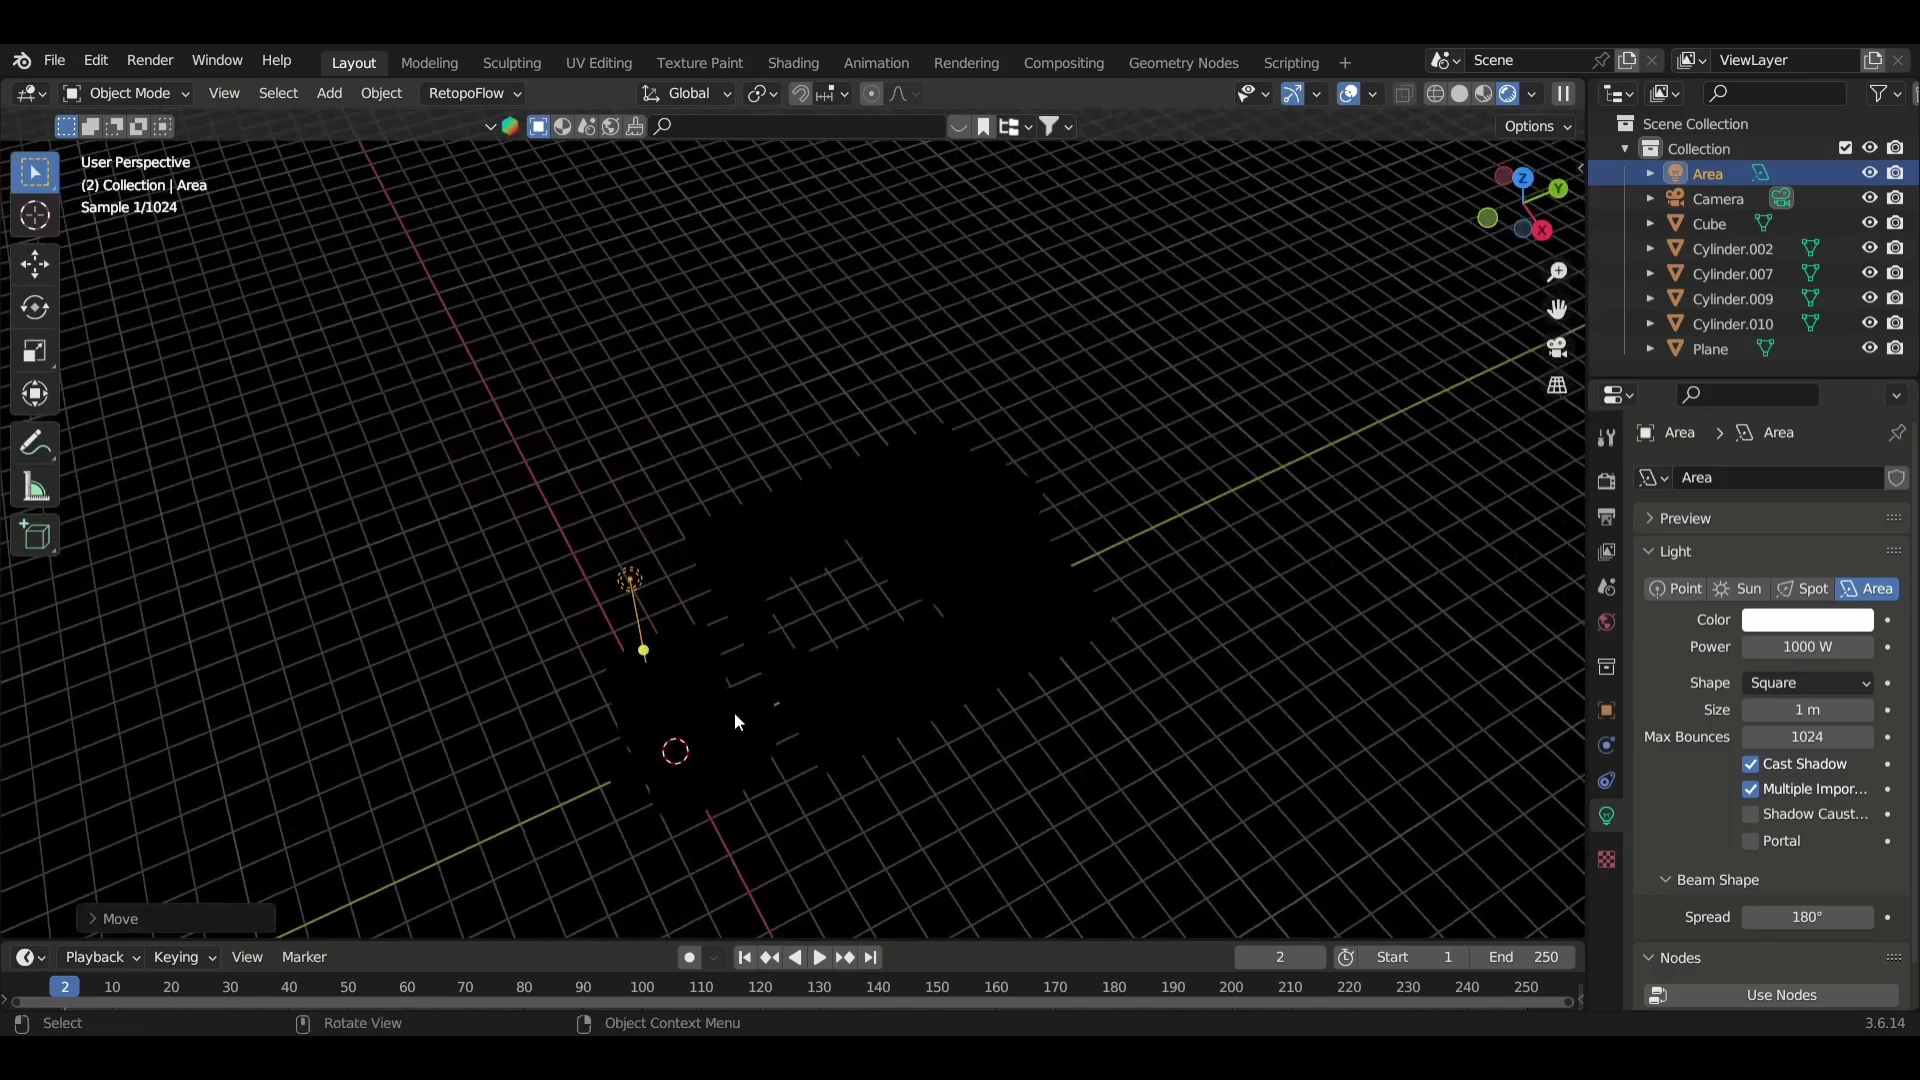 File Edit Render Window Help Layout Modeling Sculpting UV Editing Texture Paint Shading Animation Rendering Compositing Geometry Nodes Scripting + Scene ViewLayer
Object Mode View Select Add Object RetopoFlow Global
Options
User Perspective
(2) Collection | Area
Sample 1/1024
Z
Y
X
Scene Collection
Collection
Area
Camera
Cube
Cylinder.002
Cylinder.007
Cylinder.009
Cylinder.010
Plane
Area > Area
Area
Preview
Light
Point Sun Spot Area
Color
Power 1000 W
Shape Square
Size 1 m
Max Bounces 1024
Cast Shadow
Multiple Impor...
Shadow Caust...
Portal
Beam Shape
Spread 180°
Nodes
Use Nodes
Move
Playback Keying View Marker 2 Start 1 End 250
2 10 20 30 40 50 60 70 80 90 100 110 120 130 140 150 160 170 180 190 200 210 220 230 240 250
Select Rotate View Object Context Menu 3.6.14